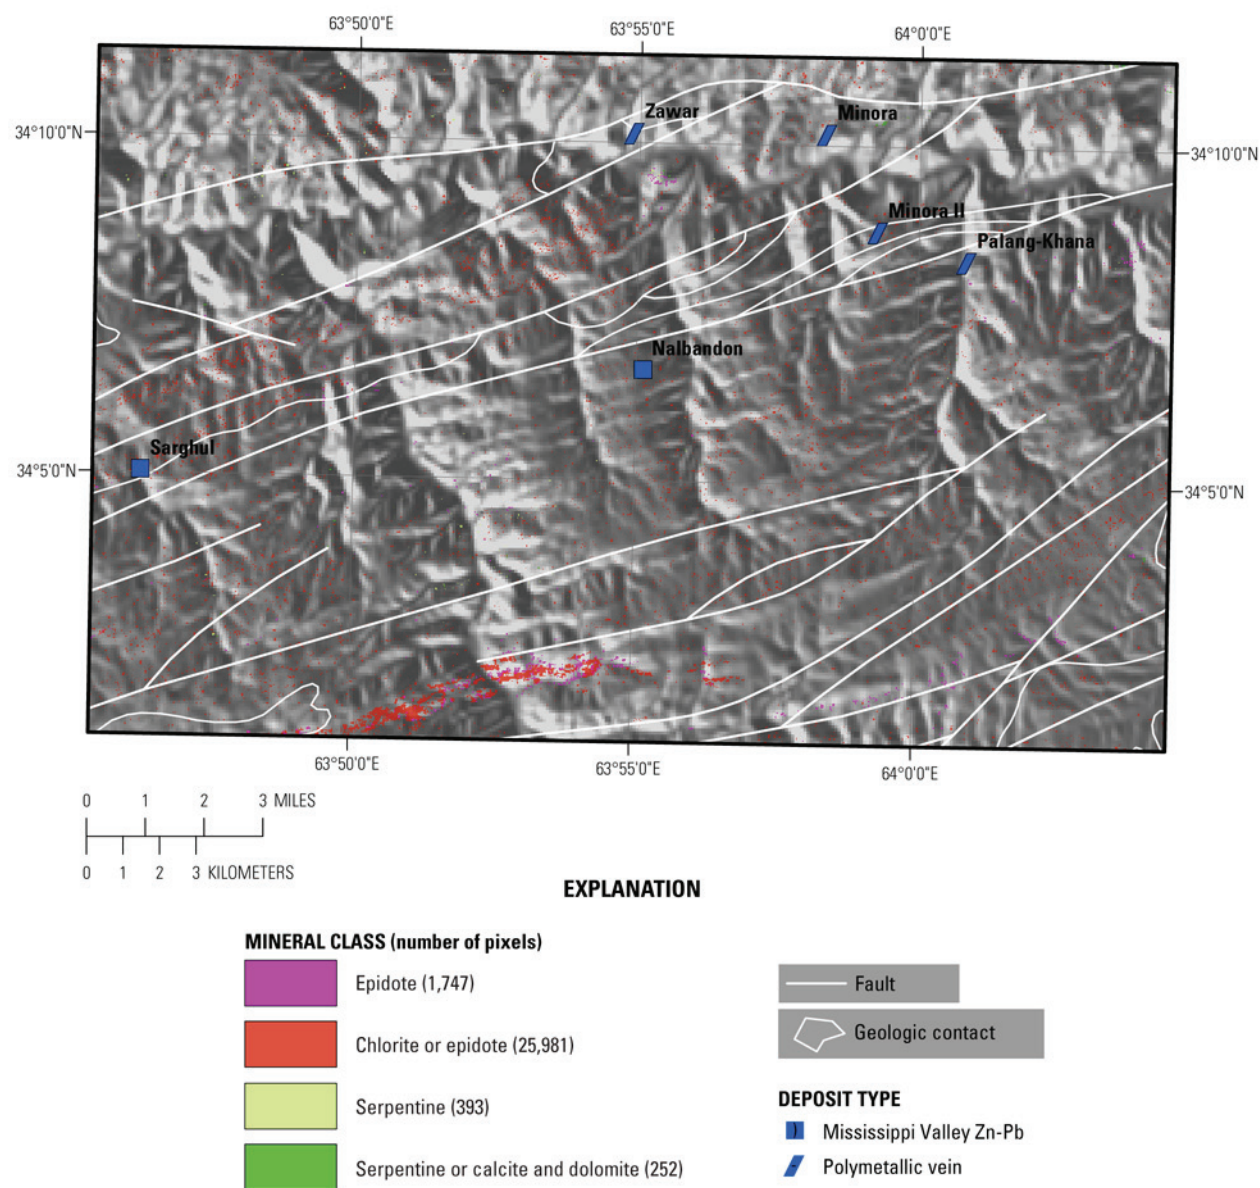 63°50'0"E
63°55'0"E
64°0'0"E
34°10'0"N
34°10'0"N
Zawar
Minora
Minora II
Palang-Khana
Nalbandon
Sarghul
34°5'0"N
34°5'0"N
63°50'0"E
63°55'0"E
64°0'0"E
0 1 2 3 MILES
0 1 2 3 KILOMETERS
EXPLANATION
MINERAL CLASS (number of pixels)
Epidote (1,747)
Chlorite or epidote (25,981)
Serpentine (393)
Serpentine or calcite and dolomite (252)
Fault
Geologic contact
DEPOSIT TYPE
Mississippi Valley Zn-Pb
Polymetallic vein